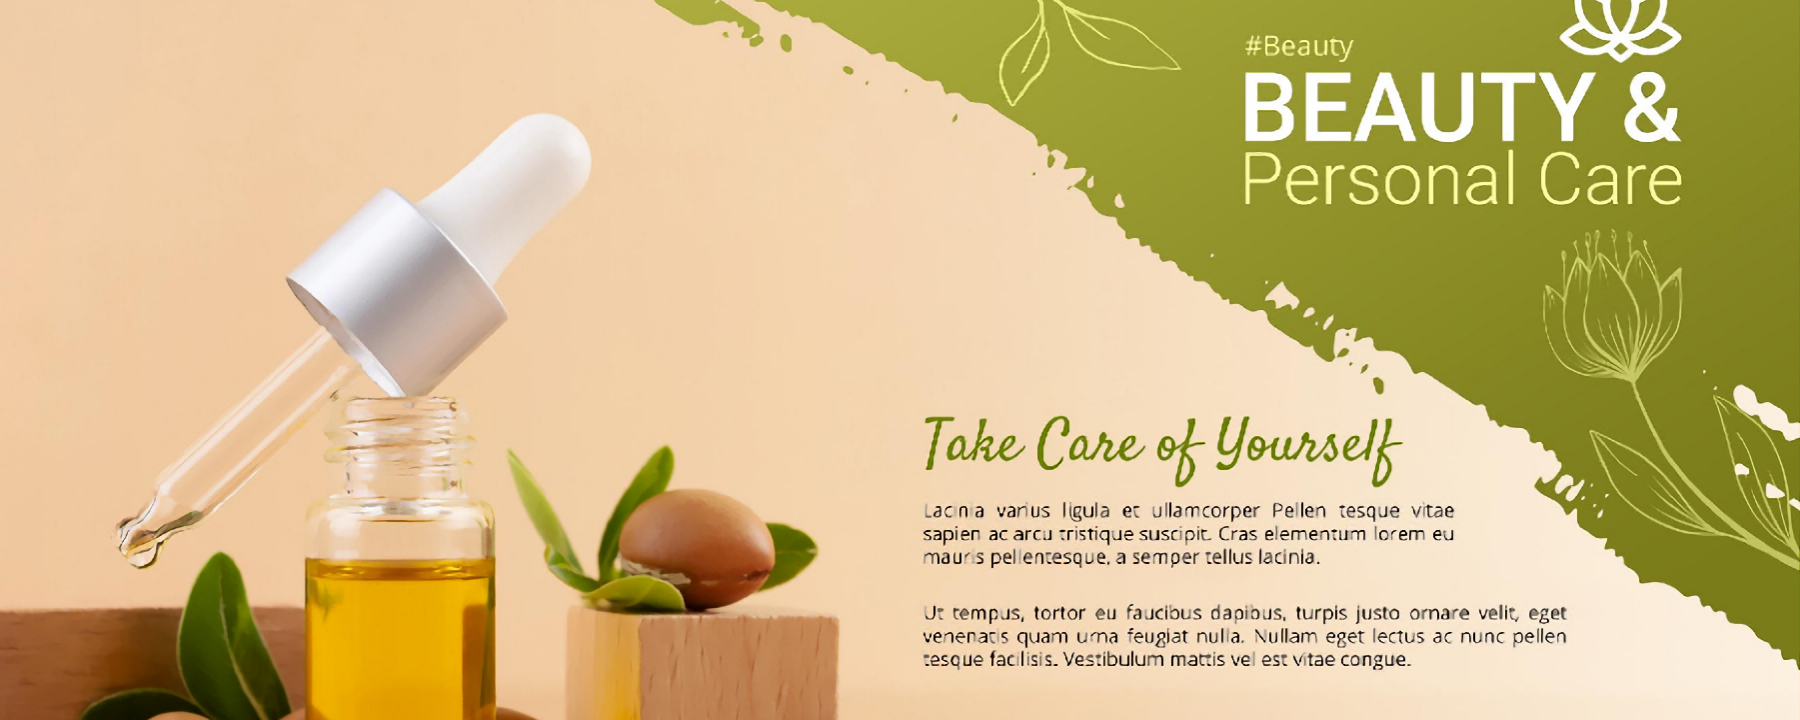 #Beauty
BEAUTY &
Personal Care
Take Care of Yourself
Lacinia varius ligula et ullamcorper Pellen tesque vitae
sapien ac arcu tristique suscipit. Cras elementum lorem eu
mauris pellentesque, a semper tellus lacinia.
Ut tempus, tortor eu faucibus dapibus, turpis justo ornare velit, eget
venenatis quam urna feugiat nulla. Nullam eget lectus ac nunc pellen
tesque facilisis. Vestibulum mattis vel est vitae congue.